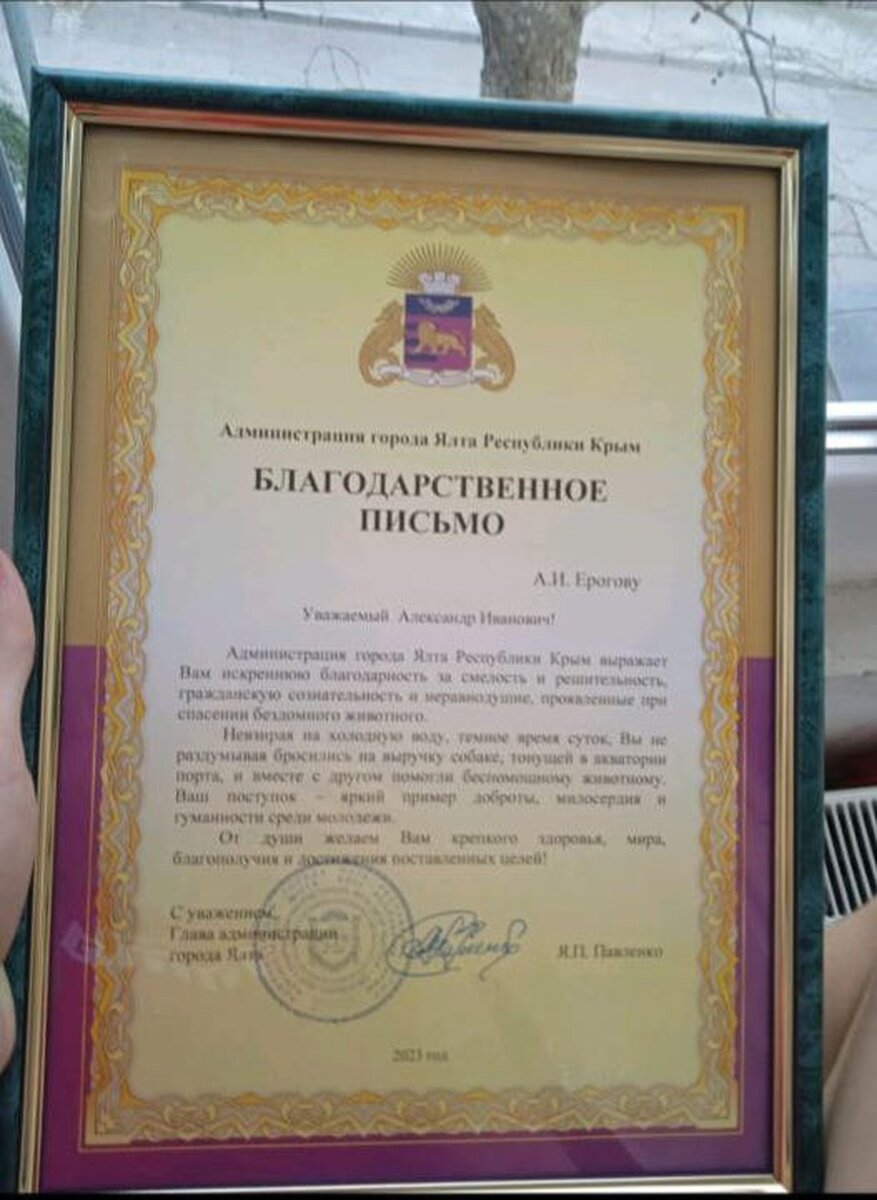 Администрация города Ялта Республики Крым
БЛАГОДАРСТВЕННОЕ
ПИСЬМО
А.И. Ерогову
Уважаемый Александр Иванович!
Администрация города Ялта Республики Крым выражает
Вам искреннюю благодарность за смелость и решительность,
гражданскую сознательность и неравнодушие, проявленные при
спасении бездомного животного.
Невзирая на холодную воду, темное время суток, Вы не
раздумывая бросились на выручку собаке, тонущей в акватории
порта, и вместе с другом помогли беспомощному животному.
Ваш поступок – яркий пример доброты, милосердия и
гуманности среди молодежи.
От души желаем Вам крепкого здоровья, мира,
благополучия и достижения поставленных целей!
С уважением,
Глава администрации
города Ялта
Я.П. Павленко
2023 год